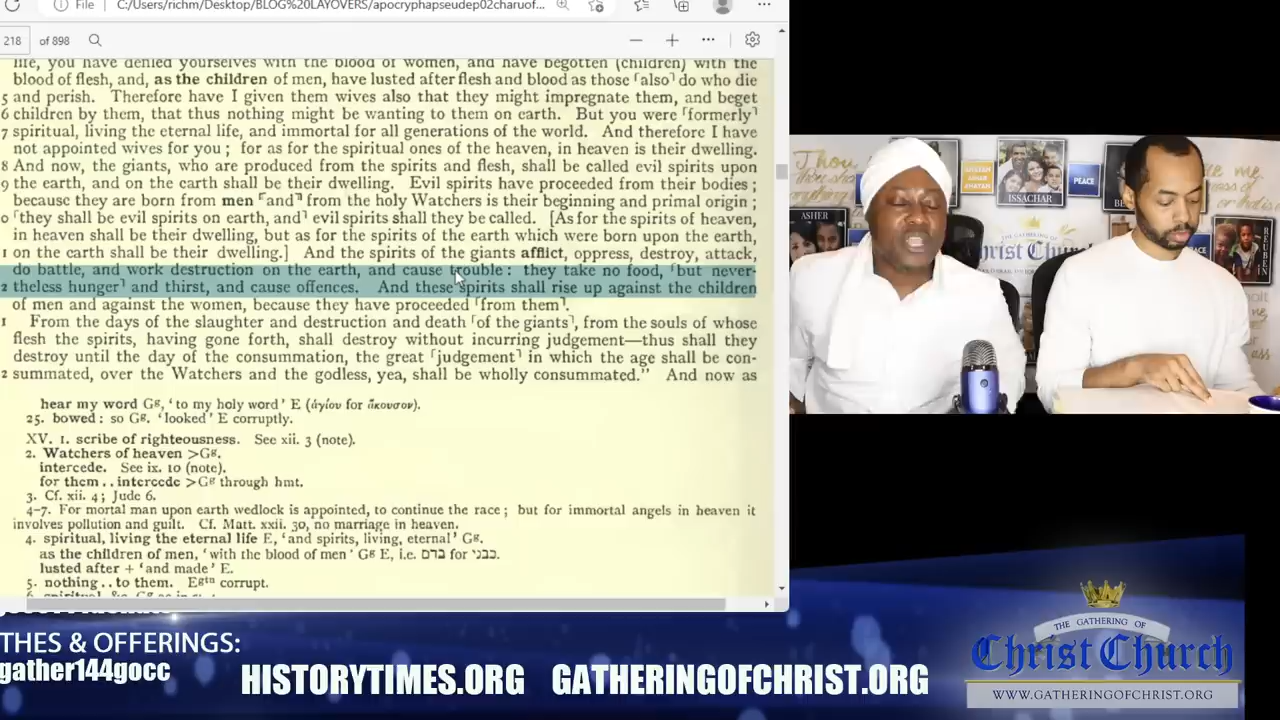 File
C:/Users/richm/Desktop/BLOG%20LAYOVERS/apocryphapseudep02charuof...
218 of 898
life, you have denied yourselves with the blood of women, and have begotten (children) with the
blood of flesh, and, as the children of men, have lusted after flesh and blood as those ⌜also⌝ do who die
5 and perish. Therefore have I given them wives also that they might impregnate them, and beget
6 children by them, that thus nothing might be wanting to them on earth. But you were ⌜formerly⌝
7 spiritual, living the eternal life, and immortal for all generations of the world. And therefore I have
not appointed wives for you ; for as for the spiritual ones of the heaven, in heaven is their dwelling.
8 And now, the giants, who are produced from the spirits and flesh, shall be called evil spirits upon
9 the earth, and on the earth shall be their dwelling. Evil spirits have proceeded from their bodies ;
because they are born from men ⌜and⌝ from the holy Watchers is their beginning and primal origin ;
0 ⌜they shall be evil spirits on earth, and⌝ evil spirits shall they be called. [As for the spirits of heaven,
in heaven shall be their dwelling, but as for the spirits of the earth which were born upon the earth,
1 on the earth shall be their dwelling.] And the spirits of the giants afflict, oppress, destroy, attack,
do battle, and work destruction on the earth, and cause trouble : they take no food, ⌜but never-
2 theless hunger⌝ and thirst, and cause offences. And these spirits shall rise up against the children
of men and against the women, because they have proceeded ⌜from them⌝.
1 From the days of the slaughter and destruction and death ⌜of the giants⌝, from the souls of whose
flesh the spirits, having gone forth, shall destroy without incurring judgement—thus shall they
destroy until the day of the consummation, the great ⌜judgement⌝ in which the age shall be con-
2 summated, over the Watchers and the godless, yea, shall be wholly consummated.” And now as
hear my word Gᵍ, ‘to my holy word’ E (ἁγίου for ἄκουσον).
25. bowed : so Gᵍ. ‘looked’ E corruptly.
XV. 1. scribe of righteousness. See xii. 3 (note).
2. Watchers of heaven >Gᵍ.
intercede. See ix. 10 (note).
for them . . intercede >Gᵍ through hmt.
3. Cf. xii. 4 ; Jude 6.
4-7. For mortal man upon earth wedlock is appointed, to continue the race ; but for immortal angels in heaven it
involves pollution and guilt. Cf. Matt. xxii. 30, no marriage in heaven.
4. spiritual, living the eternal life E, ‘and spirits, living, eternal’ Gᵍ.
as the children of men, ‘with the blood of men’ Gᵍ E, i.e. בדם for כבני.
lusted after + ‘and made’ E.
5. nothing . . to them. Eᵍᵗⁿ corrupt.
ASHER
ISSACHAR
PEACE
PEACE
REUBEN
Christ Church
THES & OFFERINGS:
gather144gocc
HISTORYTIMES.ORG
GATHERINGOFCHRIST.ORG
THE GATHERING OF
Christ Church
WWW.GATHERINGOFCHRIST.ORG